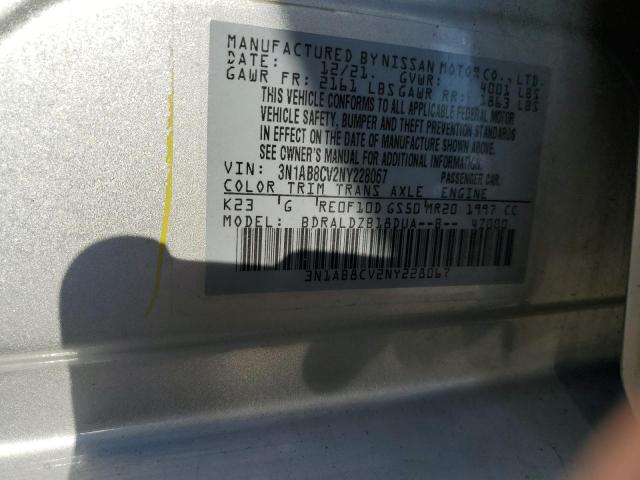 MANUFACTURED BY NISSAN MOTOR CO., LTD.
DATE: 12/21. GVWR: 4001 LBS
GAWR FR: 2161 LBS GAWR RR: 1863 LBS
THIS VEHICLE CONFORMS TO ALL APPLICABLE FEDERAL MOTOR
VEHICLE SAFETY, BUMPER AND THEFT PREVENTION STANDARDS
IN EFFECT ON THE DATE OF MANUFACTURE SHOWN ABOVE.
SEE OWNER'S MANUAL FOR ADDITIONAL INFORMATION.
VIN: 3N1AB8CV2NY228067 PASSENGER CAR.
COLOR TRIM TRANS AXLE ENGINE
K23 G RE0F10D GS50 MR20 1997 CC
MODEL: BDRALDZB18DUA--B-- 47000
3N1AB8CV2NY228067